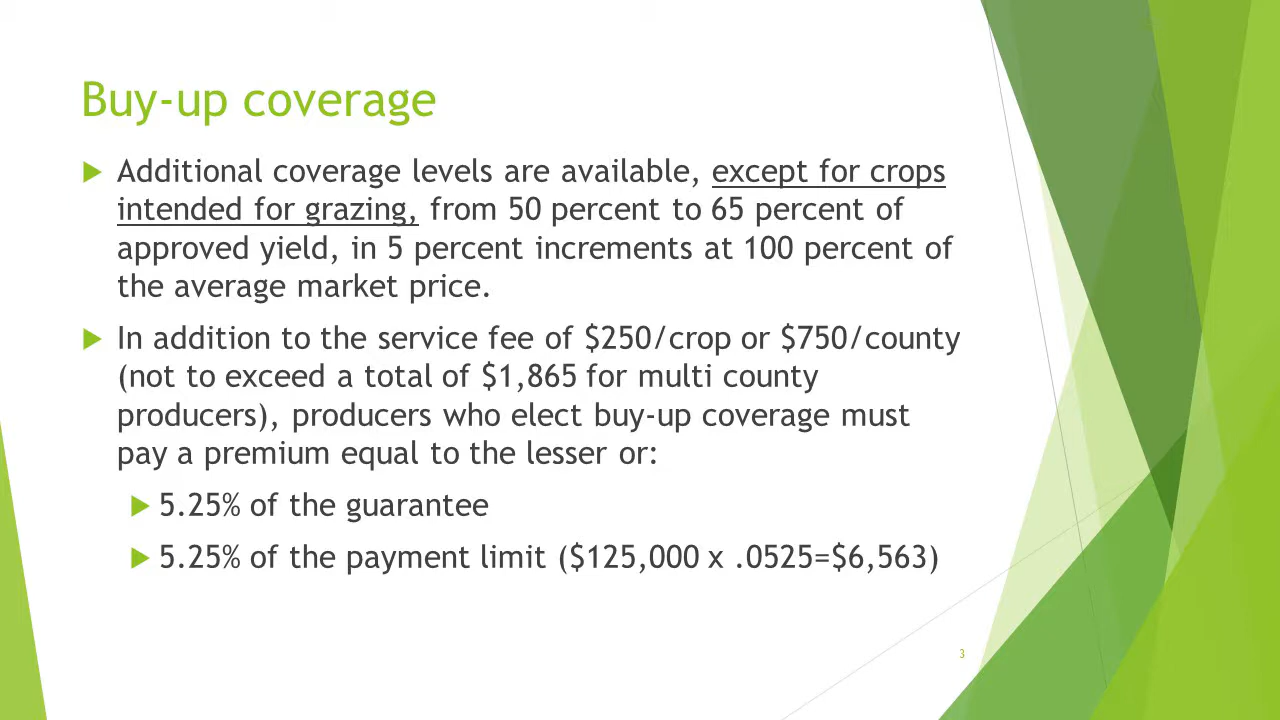 Buy-up coverage
Additional coverage levels are available, except for crops
intended for grazing, from 50 percent to 65 percent of
approved yield, in 5 percent increments at 100 percent of
the average market price.
In addition to the service fee of $250/crop or $750/county
(not to exceed a total of $1,865 for multi county
producers), producers who elect buy-up coverage must
pay a premium equal to the lesser or:
5.25% of the guarantee
5.25% of the payment limit ($125,000 x .0525=$6,563)
3